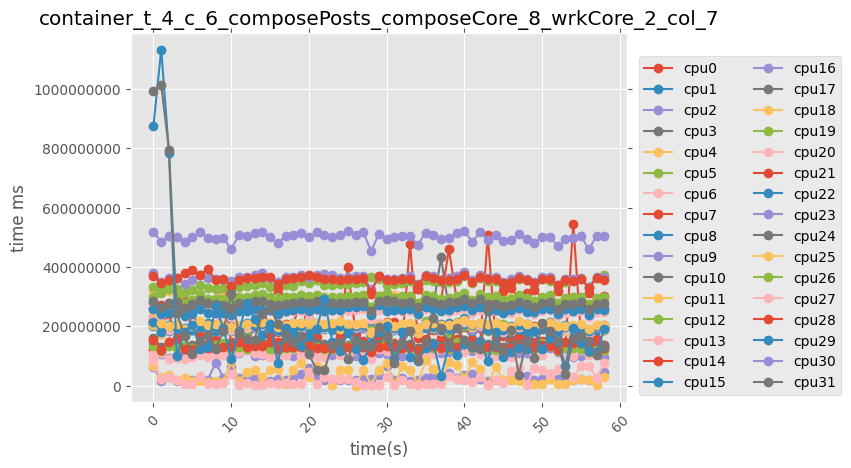 container_t_4_c_6_composePosts_composeCore_8_wrkCore_2_col_7
1000000000
800000000
600000000
400000000
200000000
0
time ms
0
10
20
30
40
50
60
time(s)
cpu0
cpu1
cpu2
cpu3
cpu4
cpu5
cpu6
cpu7
cpu8
cpu9
cpu10
cpu11
cpu12
cpu13
cpu14
cpu15
cpu16
cpu17
cpu18
cpu19
cpu20
cpu21
cpu22
cpu23
cpu24
cpu25
cpu26
cpu27
cpu28
cpu29
cpu30
cpu31